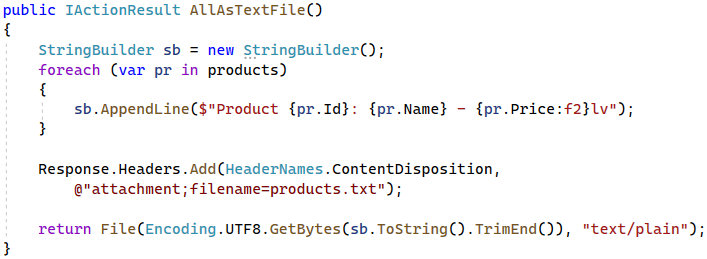 public IActionResult AllAsTextFile()
{
    StringBuilder sb = new StringBuilder();
    foreach (var pr in products)
    {
        sb.AppendLine($"Product {pr.Id}: {pr.Name} - {pr.Price:f2}lv");
    }

    Response.Headers.Add(HeaderNames.ContentDisposition,
        @"attachment;filename=products.txt");

    return File(Encoding.UTF8.GetBytes(sb.ToString().TrimEnd()), "text/plain");
}